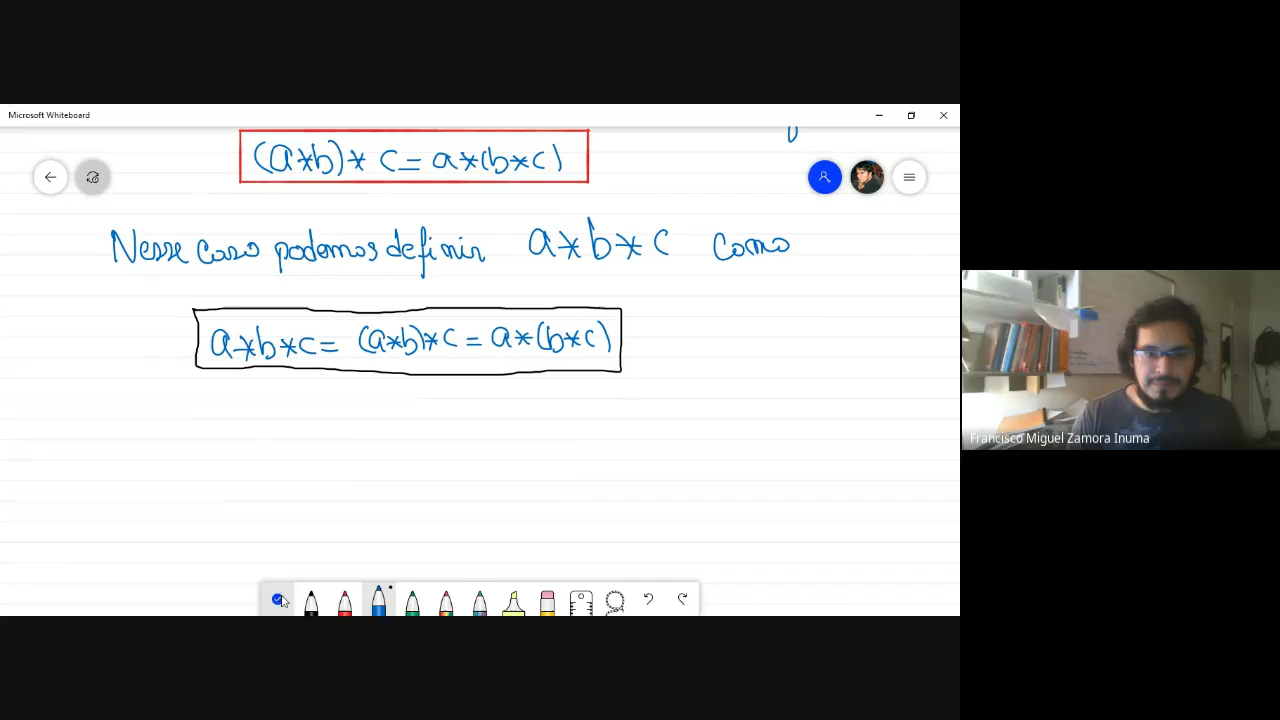 Microsoft Whiteboard
(a*b)* c = a*(b*c)
Nesse caso podemos definir a*b*c como
a*b*c = (a*b)*c = a*(b*c)
Francisco Miguel Zamora Inuma